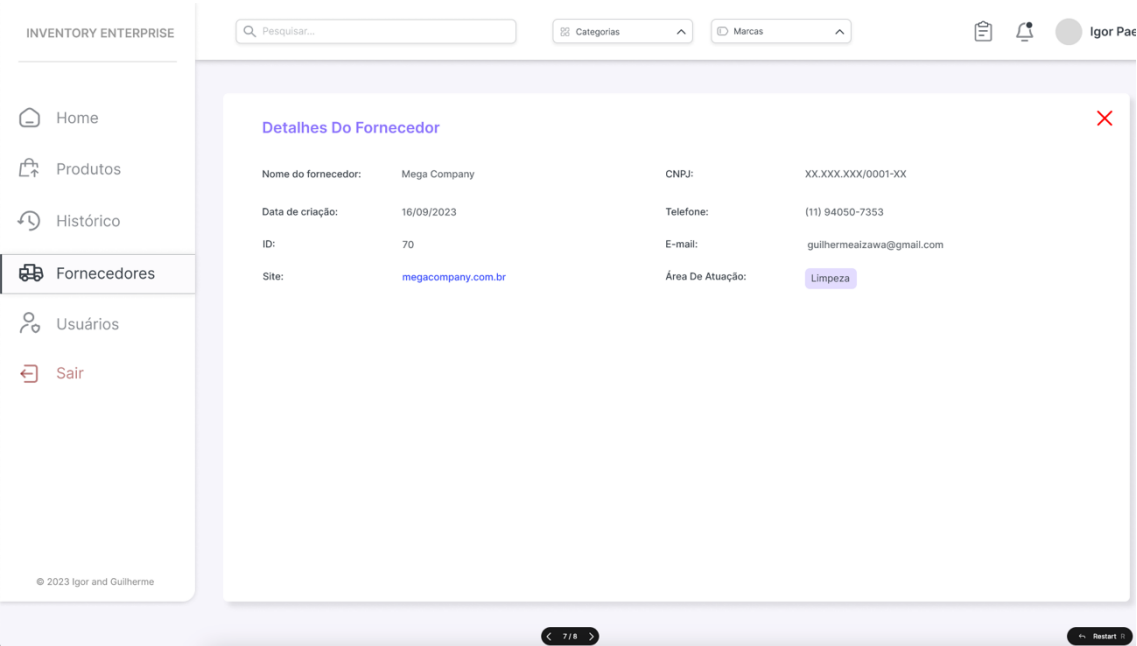 INVENTORY ENTERPRISE
Pesquisar...
Categorias
Marcas
Igor Pae
Home
Produtos
Histórico
Fornecedores
Usuários
Sair
© 2023 Igor and Guilherme
Detalhes Do Fornecedor
Nome do fornecedor: Mega Company CNPJ: XX.XXX.XXX/0001-XX
Data de criação: 16/09/2023 Telefone: (11) 94050-7353
ID: 70 E-mail: guilhermeaizawa@gmail.com
Site: megacompany.com.br Área De Atuação: Limpeza
7 / 8
Restart R